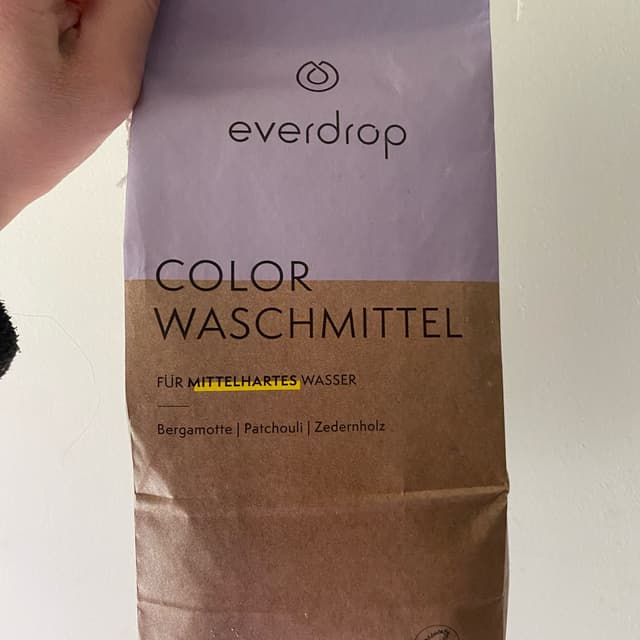 everdrop
COLOR
WASCHMITTEL
FÜR MITTELHARTES WASSER
Bergamotte | Patchouli | Zedernholz